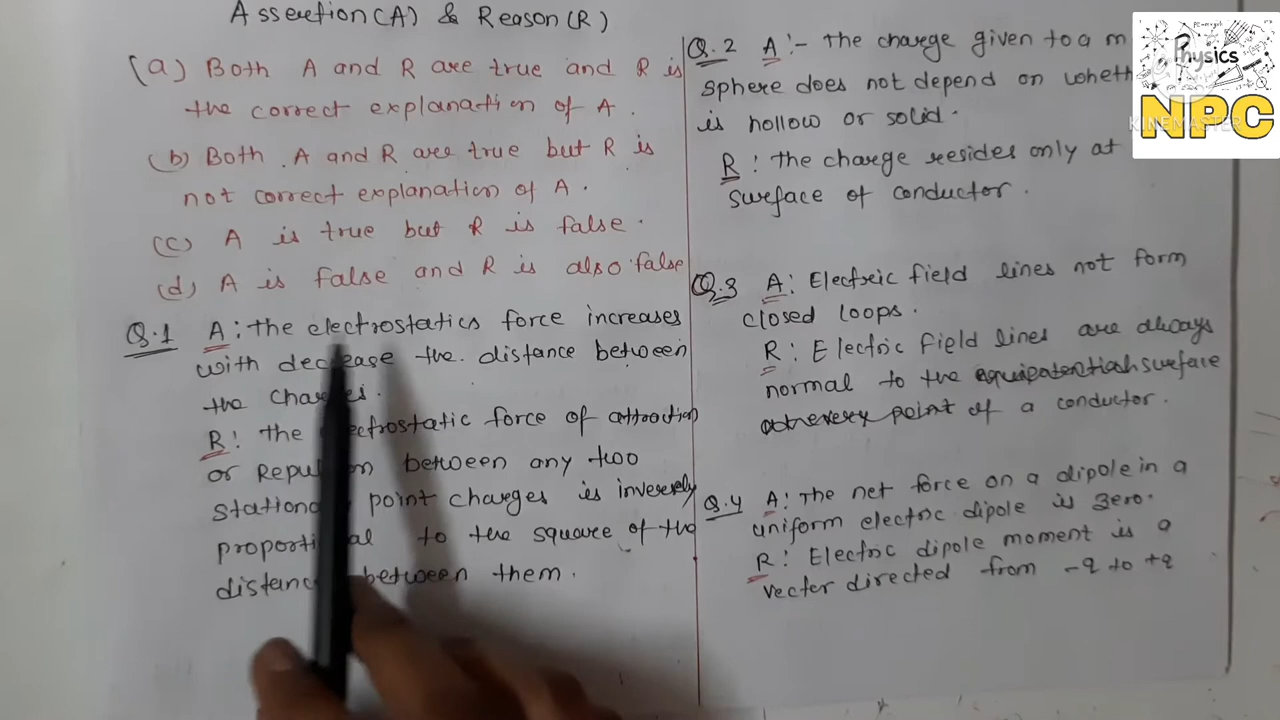 Assertion(A) & Reason(R)
(a) Both A and R are true and R is
the correct explanation of A.
(b) Both A and R are true but R is
not correct explanation of A.
(c) A is true but R is false.
(d) A is false and R is also false
Q.1 A: the electrostatics force increases
with decrease the distance between
the charges.
R: the electrostatic force of attraction
or between any two
point charges is inversely
to the square of the
between them.
Q.2 A:- the charge given to a m
sphere does not depend on wheth
is hollow or solid.
R: the charge resides only at
surface of conductor.
Q.3 A: Electric field lines not form
closed loops.
R: Electric field lines are always
normal to the equipotential surface
at every point of a conductor.
Q.4 A: The net force on a dipole in a
uniform electric dipole is zero.
R: Electric dipole moment is a
vector directed from -q to +q
Physics
NPC
KINEMASTER